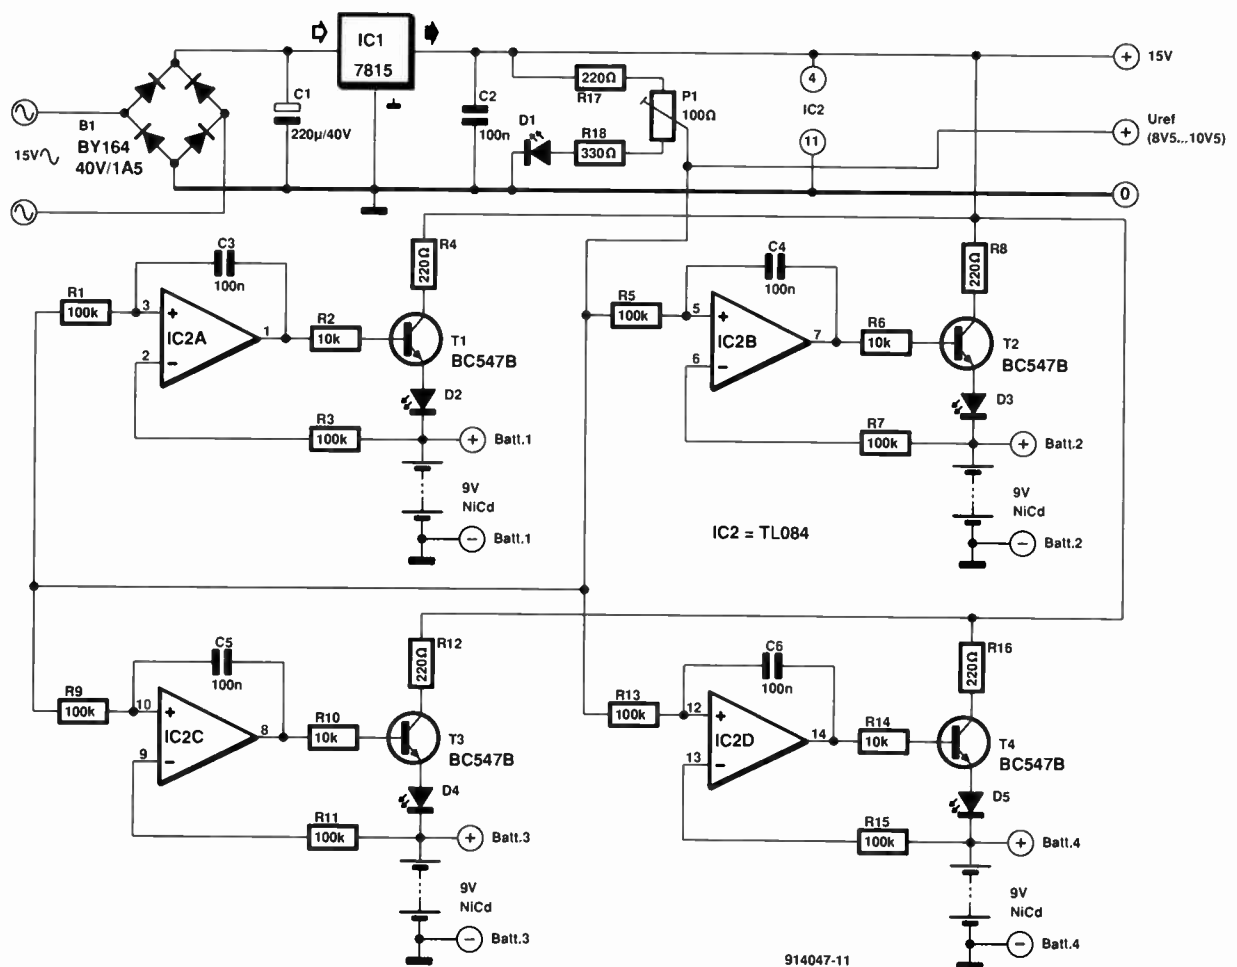 IC1
7815
15V
C1
220µ/40V
C2
100n
220Ω
R17
P1
100Ω
D1
R18
330Ω
4
IC2
11
Uref
(8V5...10V5)
B1
BY164
40V/1A5
15V
0
C3
100n
R1
100k
3
+
IC2A
1
2
−
R2
10k
R4
220Ω
T1
BC547B
D2
R3
100k
+
Batt.1
9V
NiCd
−
Batt.1
C4
100n
R5
100k
5
+
IC2B
7
6
−
R6
10k
R8
220Ω
T2
BC547B
D3
R7
100k
+
Batt.2
9V
NiCd
−
Batt.2
IC2 = TL084
C5
100n
R9
100k
10
+
IC2C
8
9
−
R10
10k
R12
220Ω
T3
BC547B
D4
R11
100k
+
Batt.3
9V
NiCd
−
Batt.3
C6
100n
R13
100k
12
+
IC2D
14
13
−
R14
10k
R16
220Ω
T4
BC547B
D5
R15
100k
+
Batt.4
9V
NiCd
−
Batt.4
914047-11